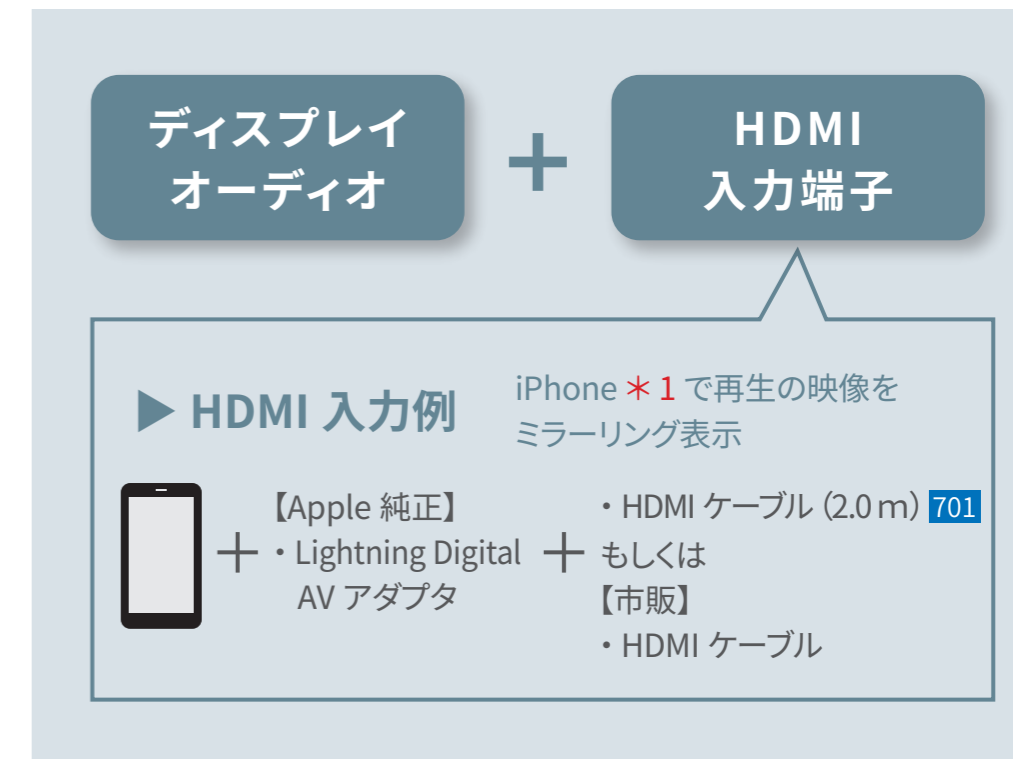 ディスプレイ
オーディオ
＋
HDMI
入力端子
▶ HDMI 入力例
iPhone ＊1 で再生の映像を
ミラーリング表示
＋
【Apple 純正】
・Lightning Digital
AV アダプタ
＋
・HDMI ケーブル（2.0 m） 701
もしくは
【市販】
・HDMI ケーブル